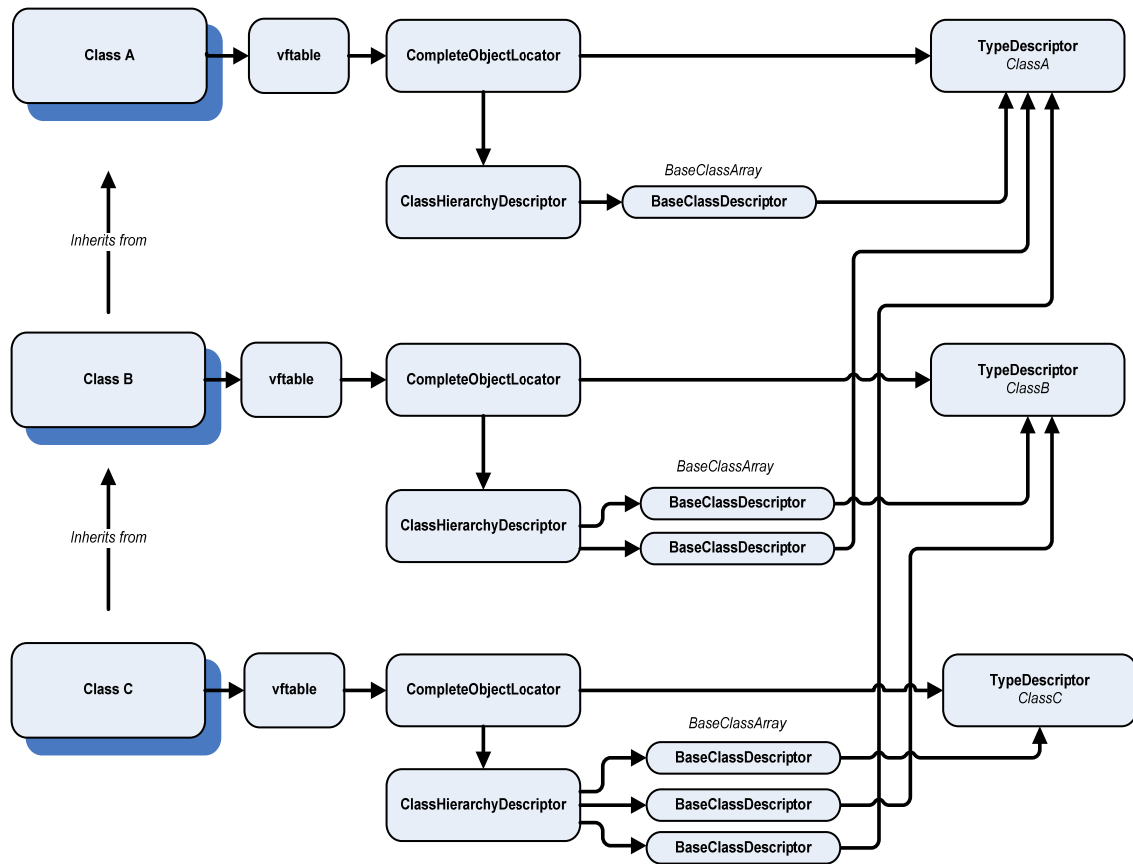 Class A
vftable
CompleteObjectLocator
TypeDescriptor
ClassA
BaseClassArray
ClassHierarchyDescriptor
BaseClassDescriptor
Inherits from
Class B
vftable
CompleteObjectLocator
TypeDescriptor
ClassB
BaseClassArray
BaseClassDescriptor
ClassHierarchyDescriptor
Inherits from
BaseClassDescriptor
Class C
vftable
CompleteObjectLocator
TypeDescriptor
ClassC
BaseClassArray
BaseClassDescriptor
ClassHierarchyDescriptor
BaseClassDescriptor
BaseClassDescriptor